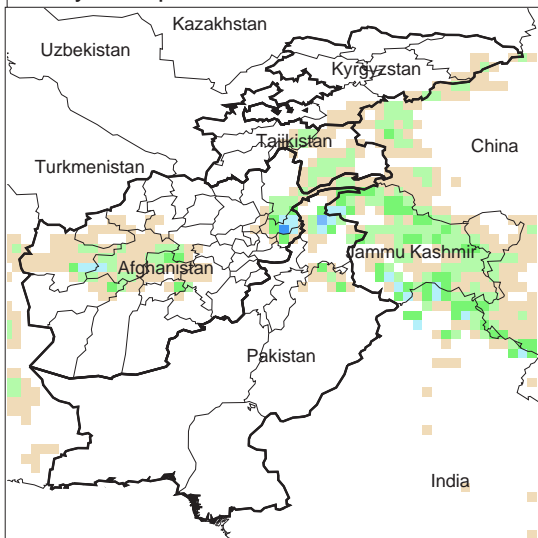 Kazakhstan
Uzbekistan
Kyrgyzstan
Tajikistan
China
Turkmenistan
Jammu Kashmir
Afghanistan
Pakistan
India